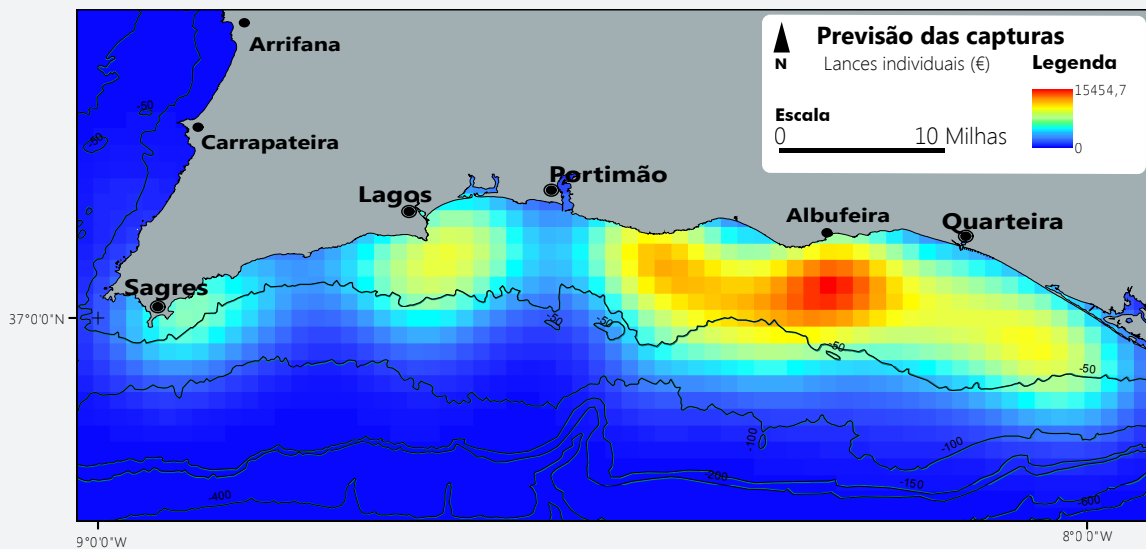 Previsão das capturas
Lances individuais (€)
N
Legenda
15454,7
0
Escala
0 10 Milhas
Arrifana
Carrapateira
Lagos
Portimão
Albufeira
Quarteira
Sagres
37°0'0"N
-50
-50
-50
-50
-50
-50
-100
-100
-150
-200
-400
-600
9°0'0"W
8°0'0"W